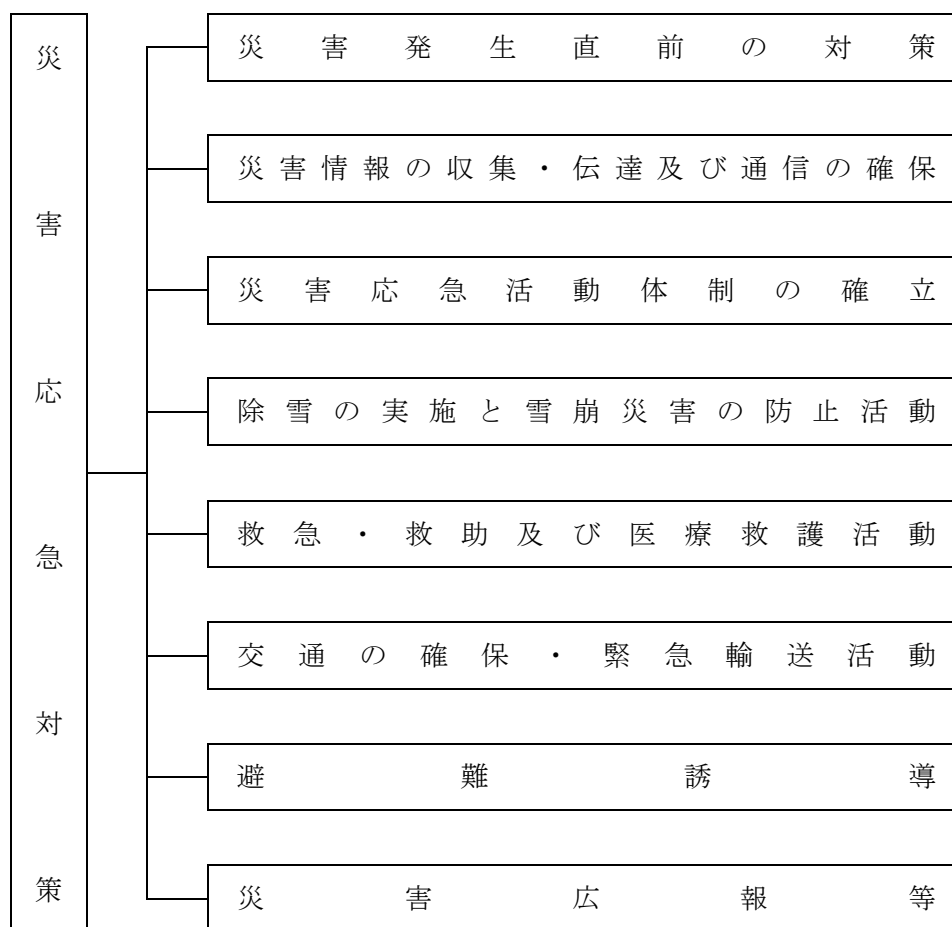 災害応急対策
災害発生直前の対策
災害情報の収集・伝達及び通信の確保
災害応急活動体制の確立
除雪の実施と雪崩災害の防止活動
救急・救助及び医療救護活動
交通の確保・緊急輸送活動
避難誘導
災害広報等